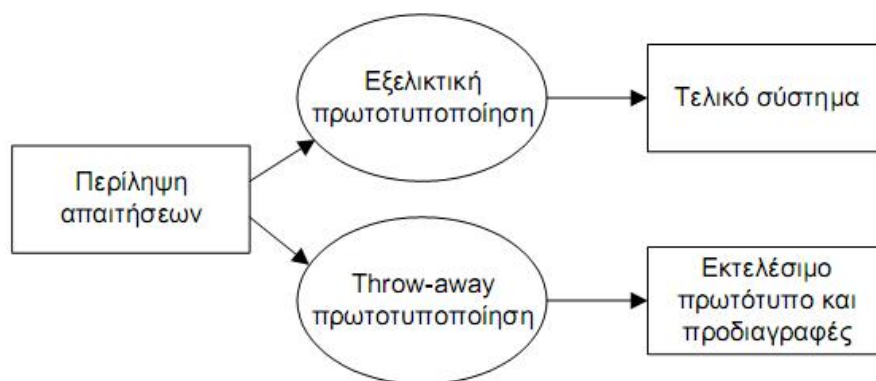 Περίληψη
απαιτήσεων
Εξελικτική
πρωτοτυποποίηση
Τελικό σύστημα
Throw-away
πρωτοτυποποίηση
Εκτελέσιμο
πρωτότυπο και
προδιαγραφές